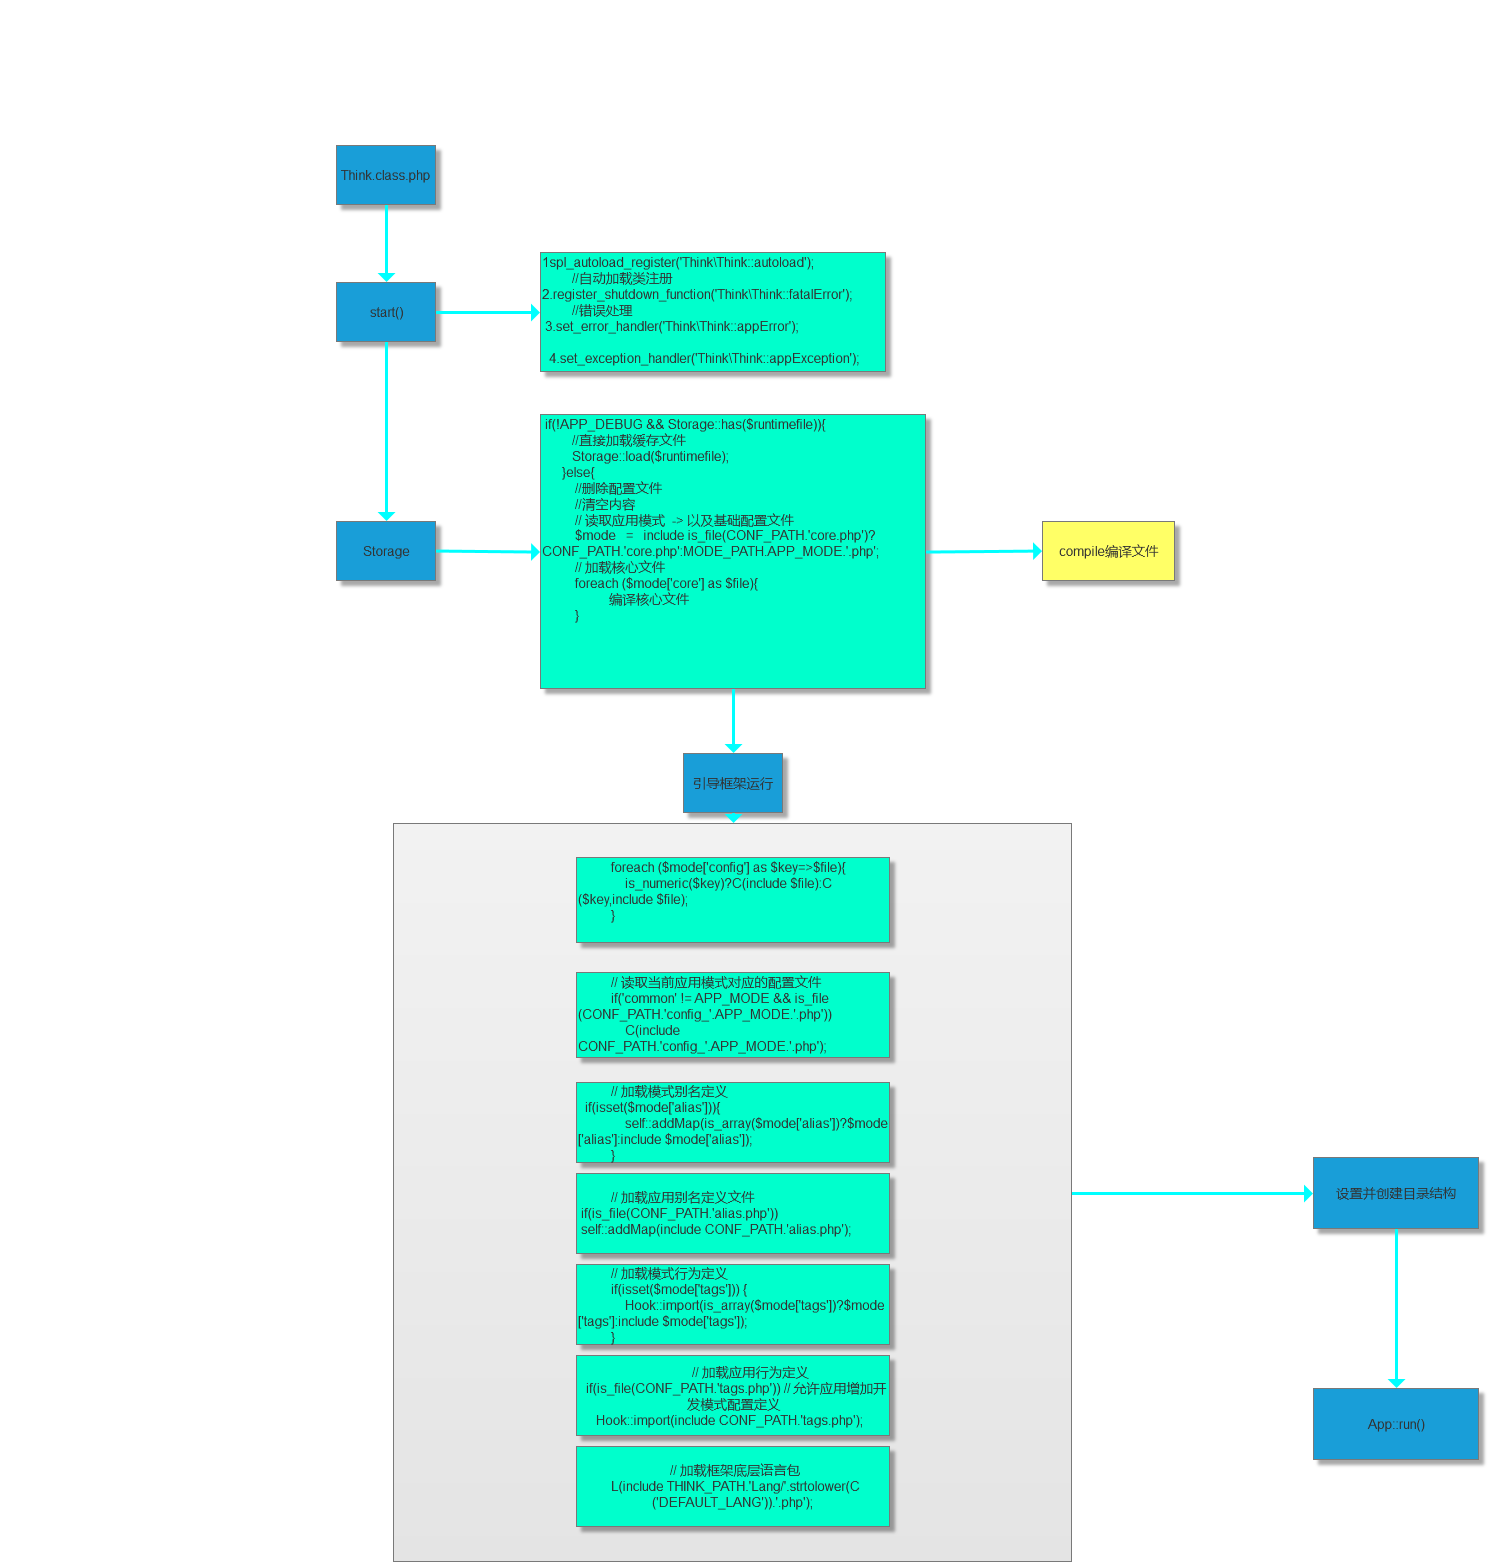 Think.class.php
start()
1spl_autoload_register('Think\Think::autoload');
//自动加载类注册
2.register_shutdown_function('Think\Think::fatalError');
//错误处理
3.set_error_handler('Think\Think::appError');
4.set_exception_handler('Think\Think::appException');
Storage
if(!APP_DEBUG && Storage::has($runtimefile)){
//直接加载缓存文件
Storage::load($runtimefile);
}else{
//删除配置文件
//清空内容
// 读取应用模式 -> 以及基础配置文件
$mode = include is_file(CONF_PATH.'core.php')?
CONF_PATH.'core.php':MODE_PATH.APP_MODE.'.php';
// 加载核心文件
foreach ($mode['core'] as $file){
编译核心文件
}
compile编译文件
引导框架运行
foreach ($mode['config'] as $key=>$file){
is_numeric($key)?C(include $file):C
($key,include $file);
}
// 读取当前应用模式对应的配置文件
if('common' != APP_MODE && is_file
(CONF_PATH.'config_'.APP_MODE.'.php'))
C(include
CONF_PATH.'config_'.APP_MODE.'.php');
// 加载模式别名定义
if(isset($mode['alias'])){
self::addMap(is_array($mode['alias'])?$mode
['alias']:include $mode['alias']);
}
// 加载应用别名定义文件
if(is_file(CONF_PATH.'alias.php'))
self::addMap(include CONF_PATH.'alias.php');
// 加载模式行为定义
if(isset($mode['tags'])) {
Hook::import(is_array($mode['tags'])?$mode
['tags']:include $mode['tags']);
}
// 加载应用行为定义
if(is_file(CONF_PATH.'tags.php')) // 允许应用增加开
发模式配置定义
Hook::import(include CONF_PATH.'tags.php');
// 加载框架底层语言包
L(include THINK_PATH.'Lang/'.strtolower(C
('DEFAULT_LANG')).'.php');
设置并创建目录结构
App::run()